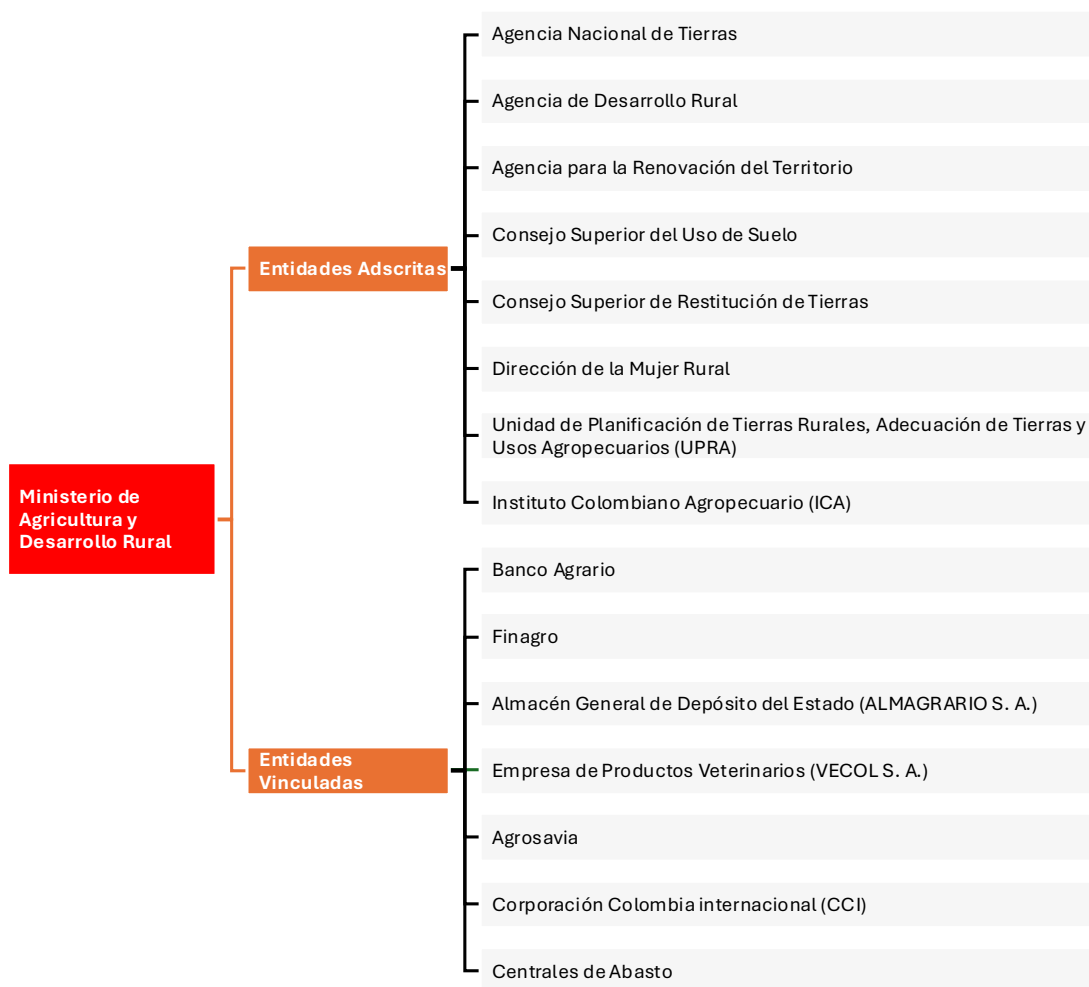 Agencia Nacional de Tierras
Agencia de Desarrollo Rural
Agencia para la Renovación del Territorio
Consejo Superior del Uso de Suelo
Entidades Adscritas
Consejo Superior de Restitución de Tierras
Dirección de la Mujer Rural
Unidad de Planificación de Tierras Rurales, Adecuación de Tierras y
Usos Agropecuarios (UPRA)
Instituto Colombiano Agropecuario (ICA)
Ministerio de
Agricultura y
Desarrollo Rural
Banco Agrario
Finagro
Almacén General de Depósito del Estado (ALMAGRARIO S. A.)
Entidades
Vinculadas
Empresa de Productos Veterinarios (VECOL S. A.)
Agrosavia
Corporación Colombia internacional (CCI)
Centrales de Abasto